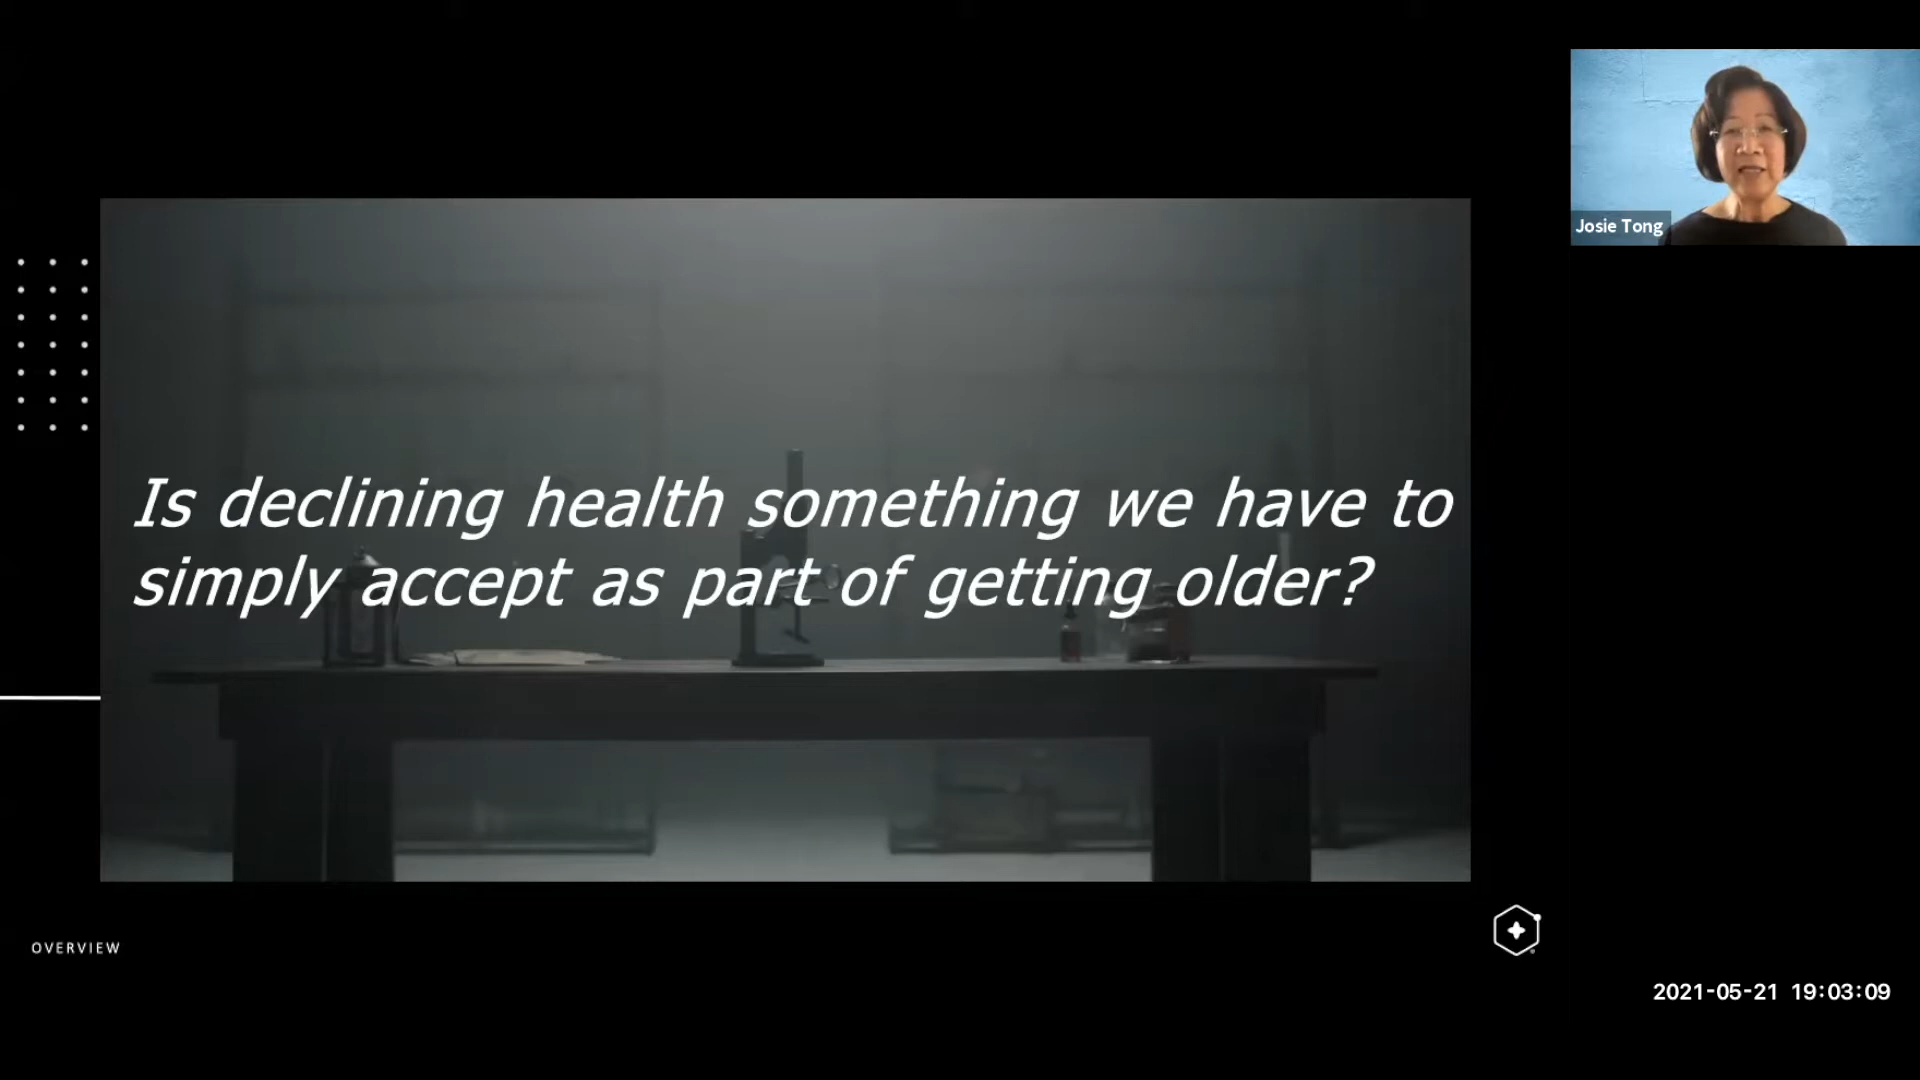 Josie Tong
Is declining health something we have to
simply accept as part of getting older?
OVERVIEW
2021-05-21 19:03:09